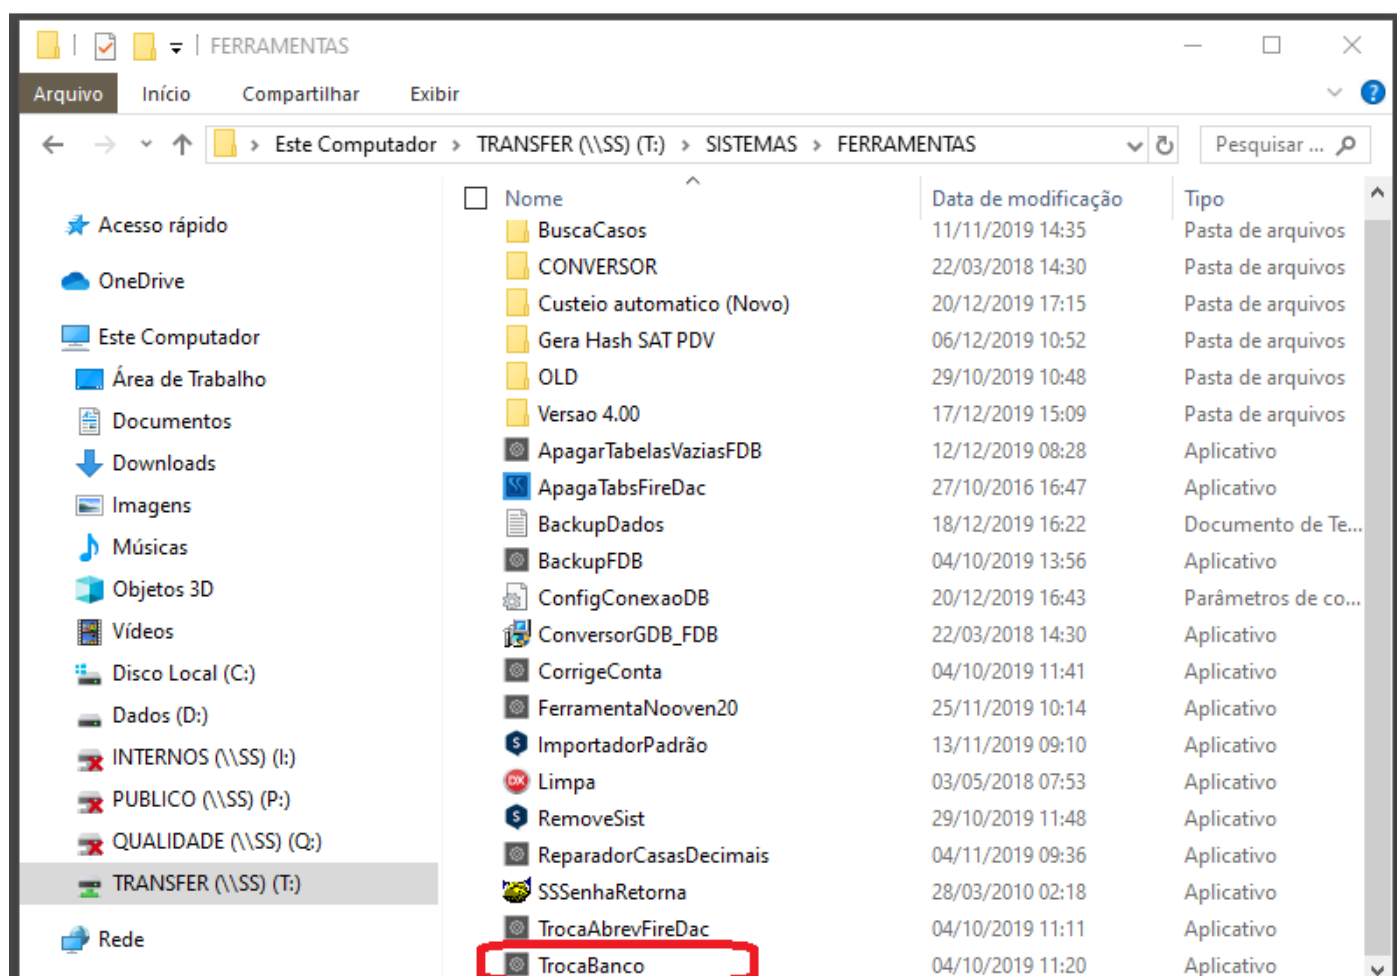 FERRAMENTAS
Arquivo Início Compartilhar Exibir
Este Computador > TRANSFER (\\SS) (T:) > SISTEMAS > FERRAMENTAS Pesquisar ...
Nome Data de modificação Tipo
Acesso rápido
OneDrive
Este Computador
Área de Trabalho
Documentos
Downloads
Imagens
Músicas
Objetos 3D
Vídeos
Disco Local (C:)
Dados (D:)
INTERNOS (\\SS) (I:)
PUBLICO (\\SS) (P:)
QUALIDADE (\\SS) (Q:)
TRANSFER (\\SS) (T:)
Rede
BuscaCasos 11/11/2019 14:35 Pasta de arquivos
CONVERSOR 22/03/2018 14:30 Pasta de arquivos
Custeio automatico (Novo) 20/12/2019 17:15 Pasta de arquivos
Gera Hash SAT PDV 06/12/2019 10:52 Pasta de arquivos
OLD 29/10/2019 10:48 Pasta de arquivos
Versao 4.00 17/12/2019 15:09 Pasta de arquivos
ApagarTabelasVaziasFDB 12/12/2019 08:28 Aplicativo
ApagaTabsFireDac 27/10/2016 16:47 Aplicativo
BackupDados 18/12/2019 16:22 Documento de Te...
BackupFDB 04/10/2019 13:56 Aplicativo
ConfigConexaoDB 20/12/2019 16:43 Parâmetros de co...
ConversorGDB_FDB 22/03/2018 14:30 Aplicativo
CorrigeConta 04/10/2019 11:41 Aplicativo
FerramentaNooven20 25/11/2019 10:14 Aplicativo
ImportadorPadrão 13/11/2019 09:10 Aplicativo
Limpa 03/05/2018 07:53 Aplicativo
RemoveSist 29/10/2019 11:48 Aplicativo
ReparadorCasasDecimais 04/11/2019 09:36 Aplicativo
SSSenhaRetorna 28/03/2010 02:18 Aplicativo
TrocaAbrevFireDac 04/10/2019 11:11 Aplicativo
TrocaBanco 04/10/2019 11:20 Aplicativo